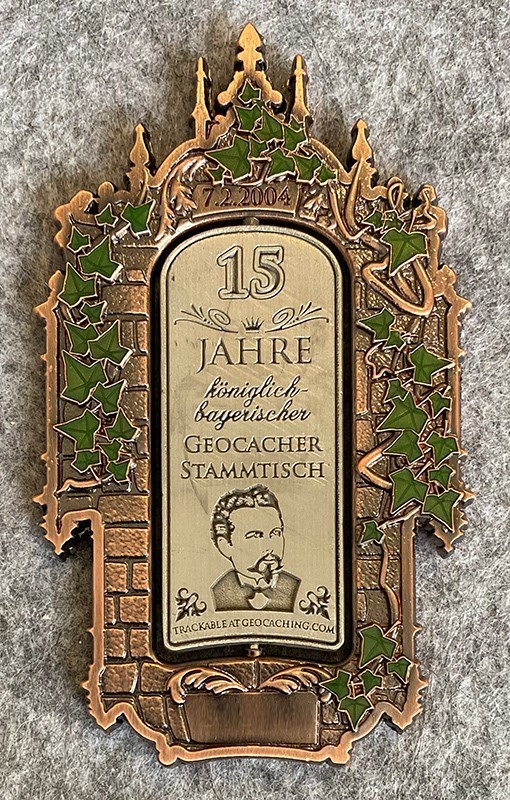 7.2.2004
15
JAHRE
königlich-
bayerischer
GEOCACHER
STAMMTISCH
TRACKABLE AT GEOCACHING.COM